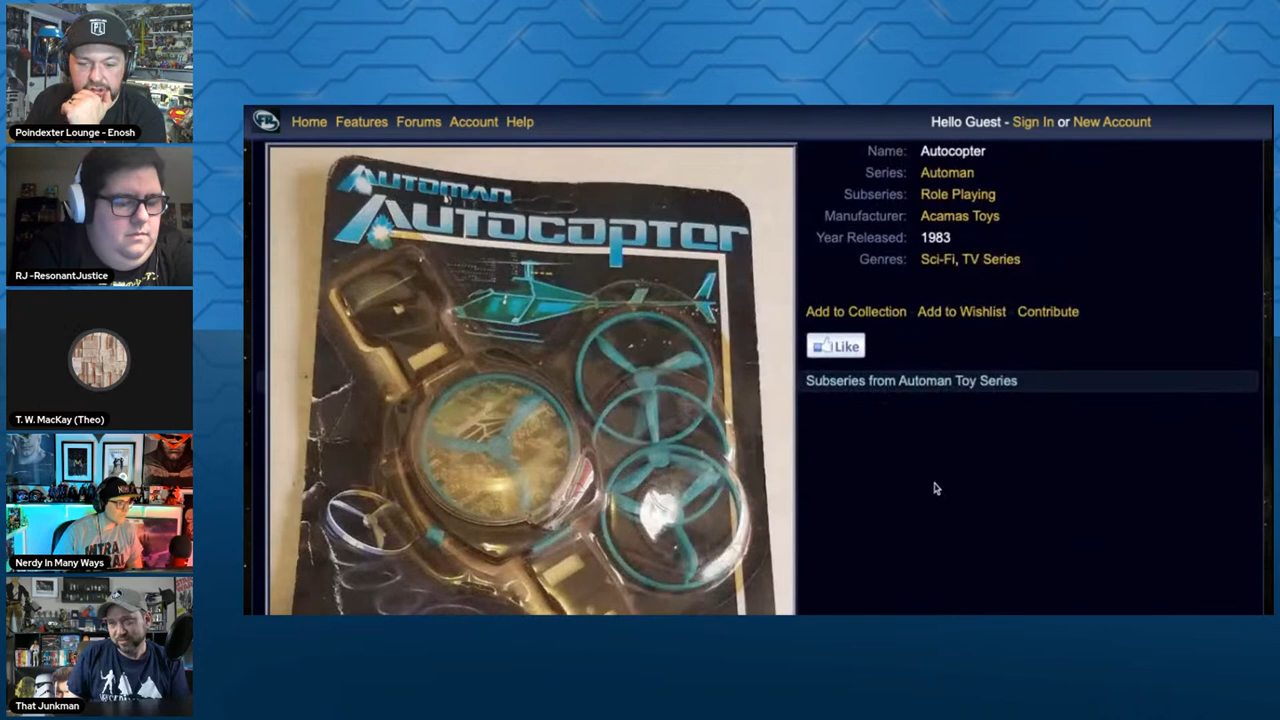 Poindexter Lounge - Enosh
RJ -ResonantJustice
T. W. MacKay (Theo)
Nerdy In Many Ways
That Junkman
Home Features Forums Account Help
Hello Guest - Sign In or New Account
AUTOMAN
AUTOCOPTER
Name: Autocopter
Series: Automan
Subseries: Role Playing
Manufacturer: Acamas Toys
Year Released: 1983
Genres: Sci-Fi, TV Series
Add to Collection Add to Wishlist Contribute
Like
Subseries from Automan Toy Series